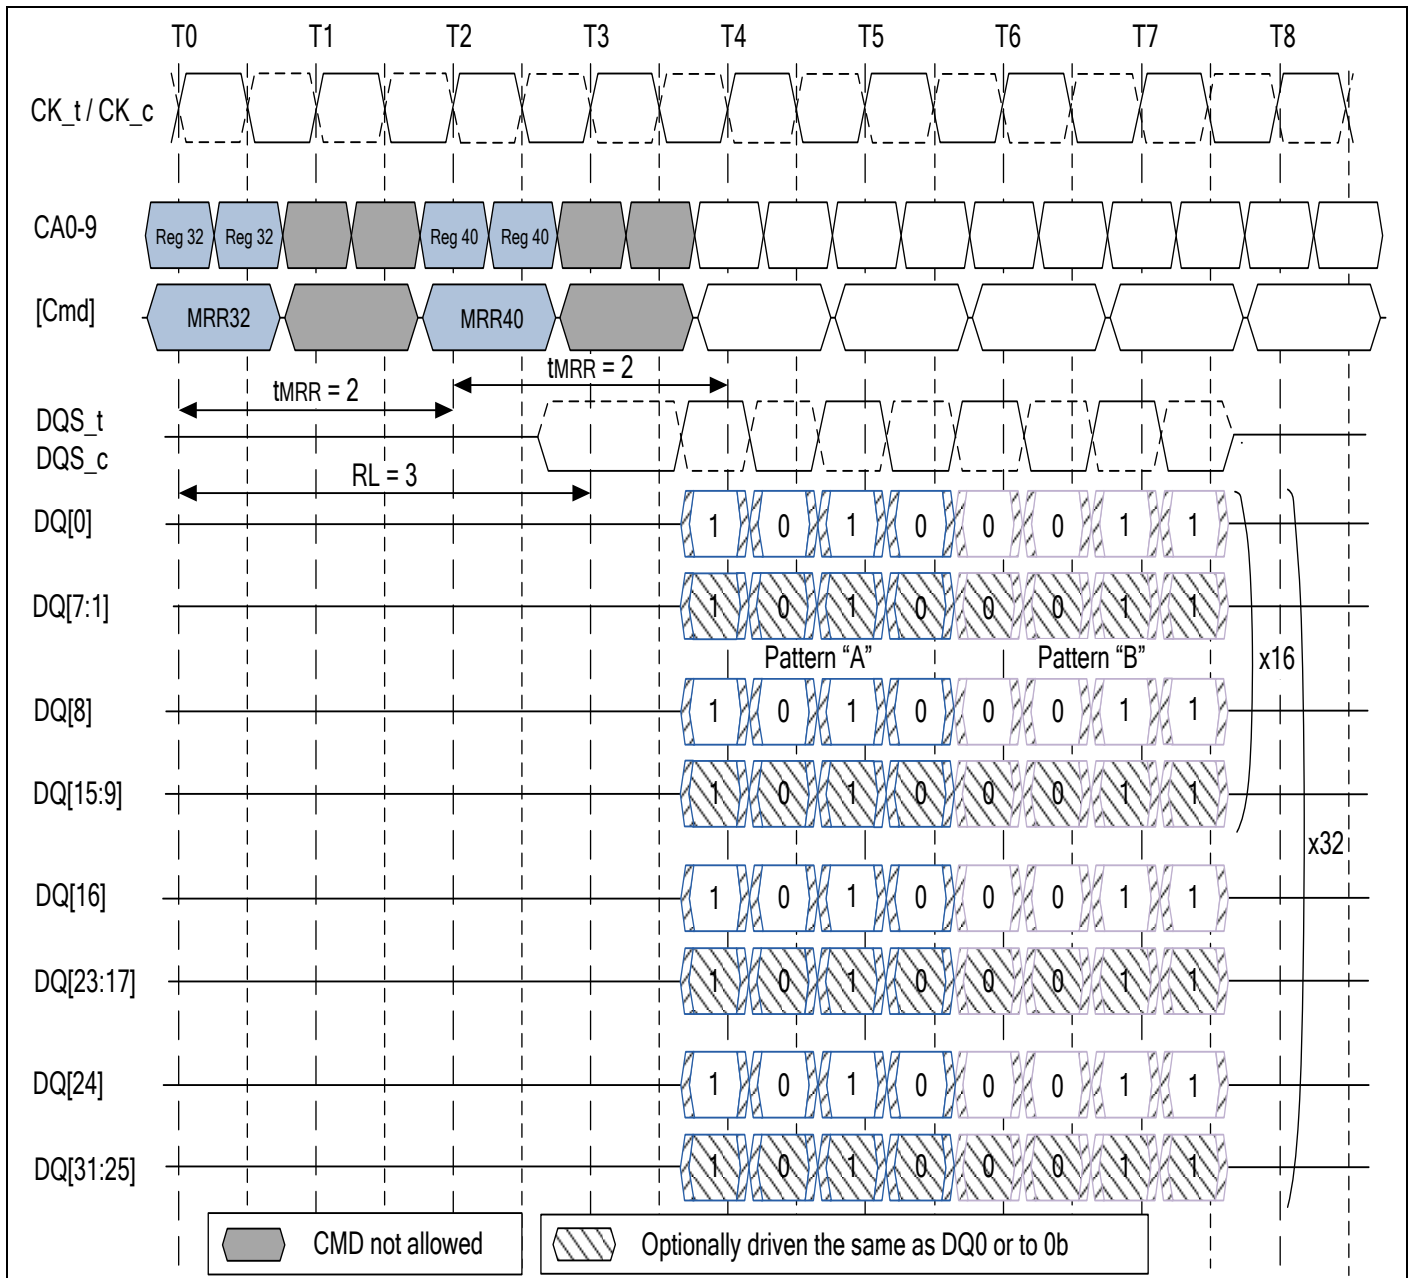 T0 T1 T2 T3 T4 T5 T6 T7 T8
CK_t / CK_c
CA0-9 Reg 32 Reg 32 Reg 40 Reg 40
[Cmd] MRR32 MRR40
tMRR = 2 tMRR = 2
DQS_t
DQS_c
RL = 3
DQ[0] 1 0 1 0 0 0 1 1
DQ[7:1] 1 0 1 0 0 0 1 1
Pattern “A” Pattern “B” x16
DQ[8] 1 0 1 0 0 0 1 1
DQ[15:9] 1 0 1 0 0 0 1 1
x32
DQ[16] 1 0 1 0 0 0 1 1
DQ[23:17] 1 0 1 0 0 0 1 1
DQ[24] 1 0 1 0 0 0 1 1
DQ[31:25] 1 0 1 0 0 0 1 1
CMD not allowed Optionally driven the same as DQ0 or to 0b